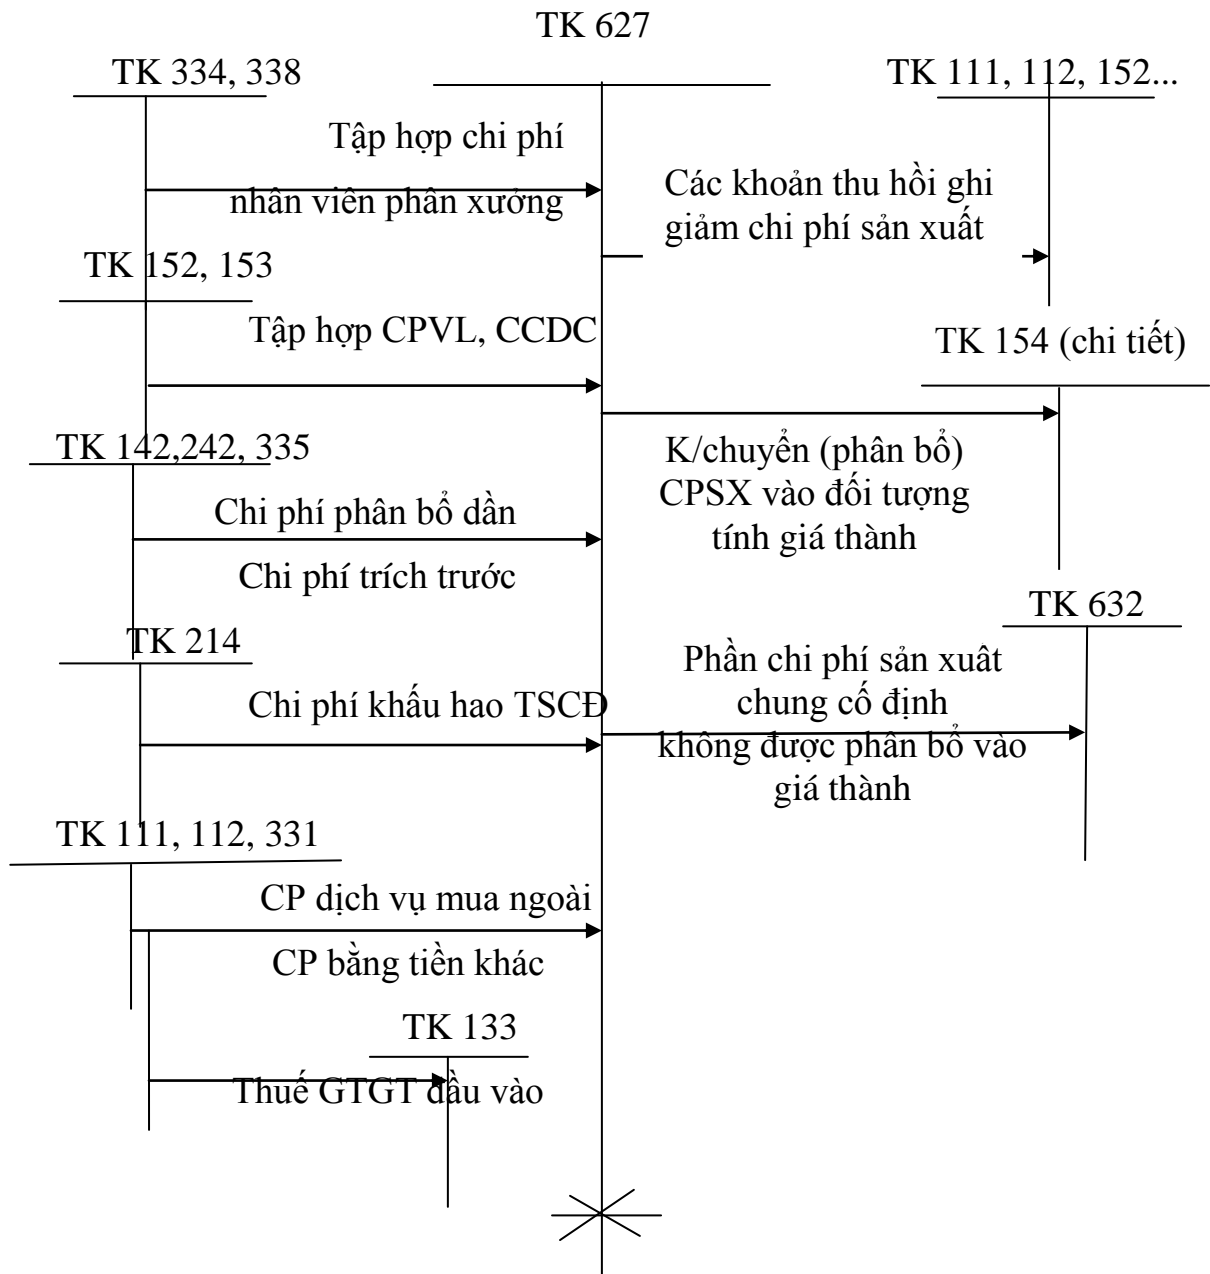 TK 627
TK 334, 338
TK 111, 112, 152...
Tập hợp chi phí
nhân viên phân xưởng
Các khoản thu hồi ghi
giảm chi phí sản xuất
TK 152, 153
Tập hợp CPVL, CCDC
TK 154 (chi tiết)
TK 142,242, 335
K/chuyển (phân bổ)
CPSX vào đối tượng
tính giá thành
Chi phí phân bổ dần
Chi phí trích trước
TK 632
TK 214
Phần chi phí sản xuât
chung cố định
không được phân bổ vào
giá thành
Chi phí khấu hao TSCĐ
TK 111, 112, 331
CP dịch vụ mua ngoài
CP bằng tiền khác
TK 133
Thuế GTGT đầu vào